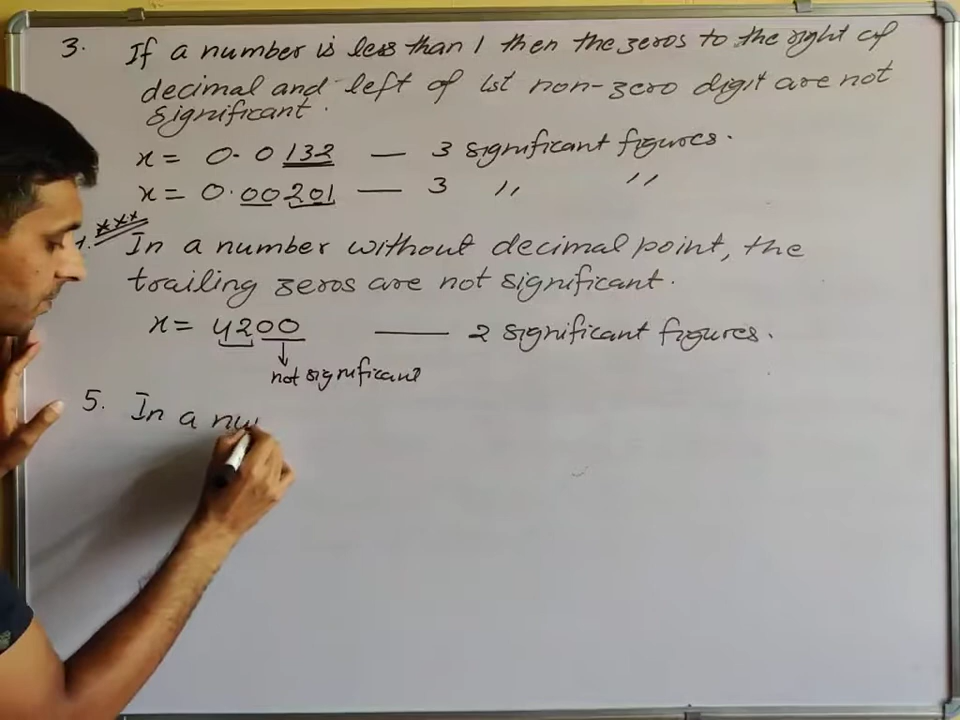 3. If a number is less than 1 then the zeros to the right of
decimal and left of 1st non-zero digit are not
significant.
x = 0.0132 — 3 significant figures.
x = 0.00201 — 3 ,, ,,
*** 4. In a number without decimal point, the
trailing zeros are not significant.
x = 4200 — 2 significant figures.
not significant
5. In a nu